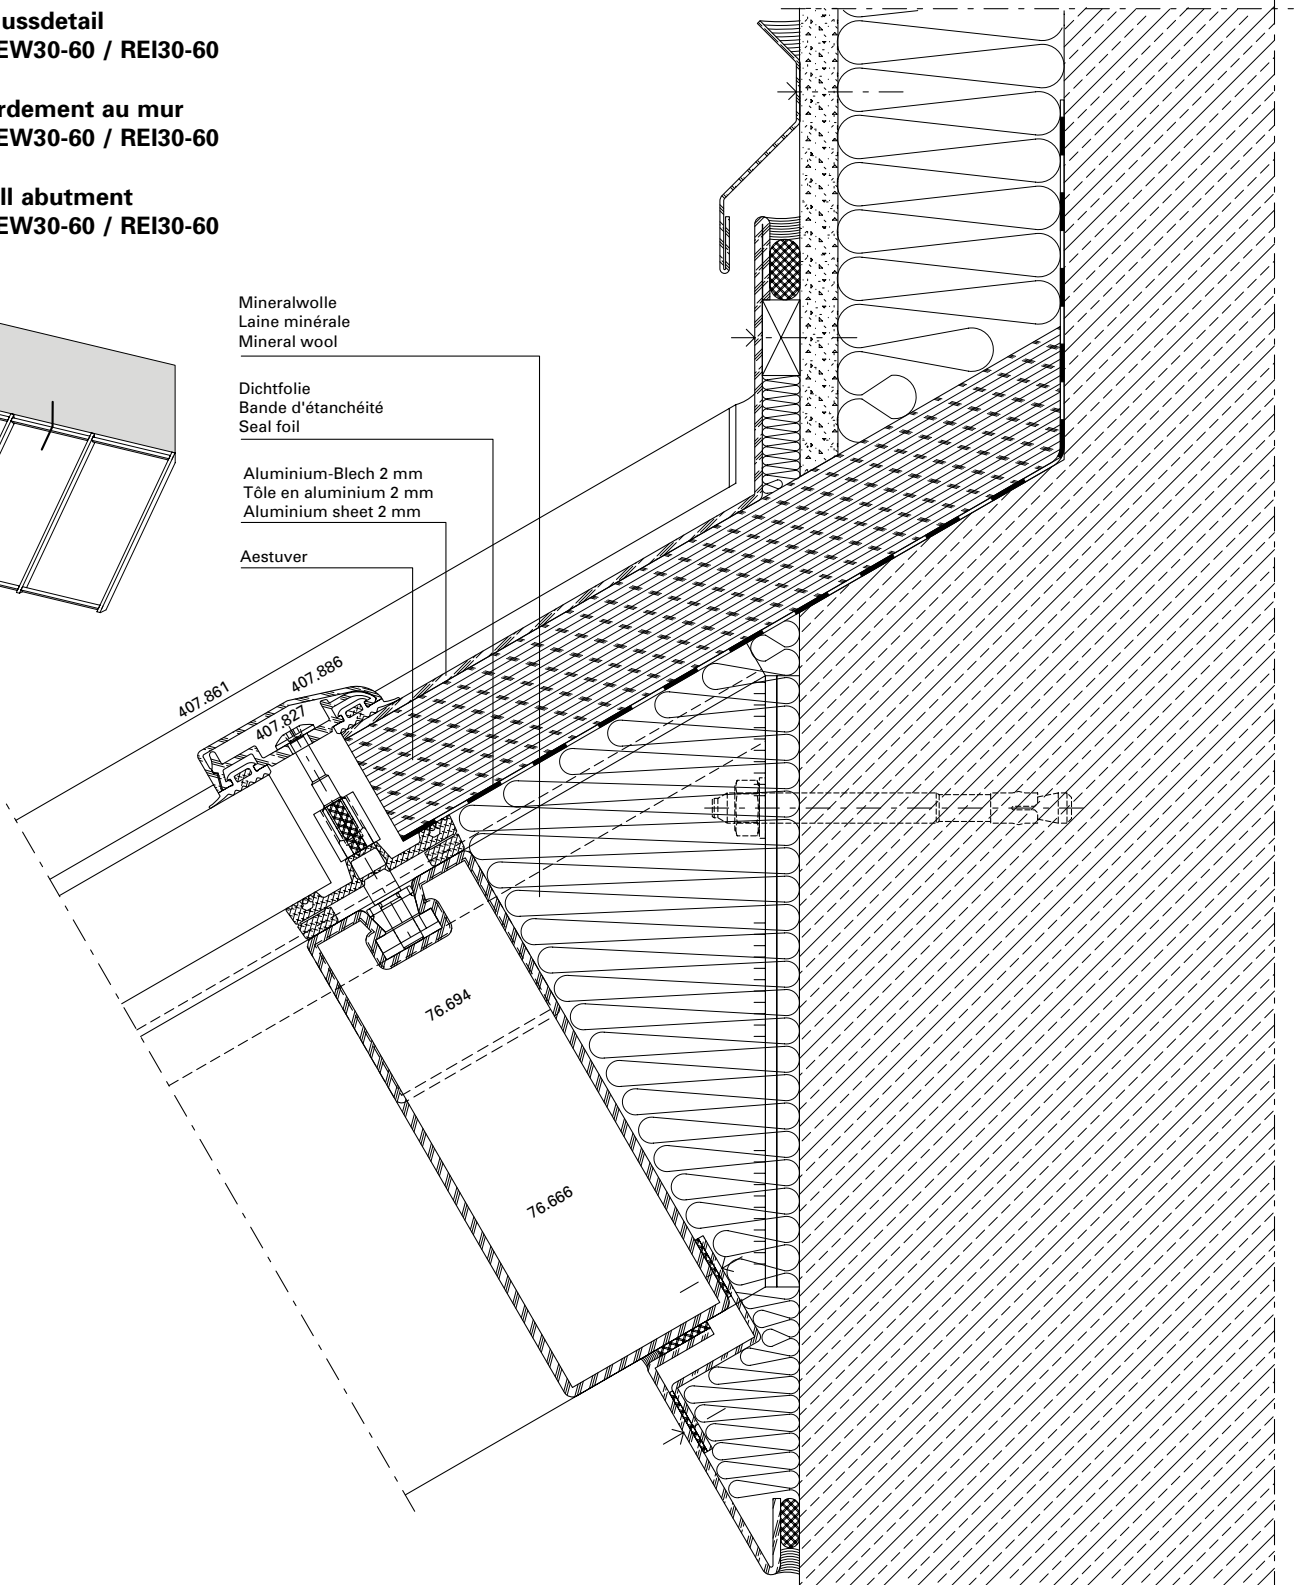 ussdetail
EW30-60 / REI30-60
rdement au mur
EW30-60 / REI30-60
ll abutment
EW30-60 / REI30-60
Mineralwolle
Laine minérale
Mineral wool
Dichtfolie
Bande d'étanchéité
Seal foil
Aluminium-Blech 2 mm
Tôle en aluminium 2 mm
Aluminium sheet 2 mm
Aestuver
407.861
407.886
407.827
76.694
76.666